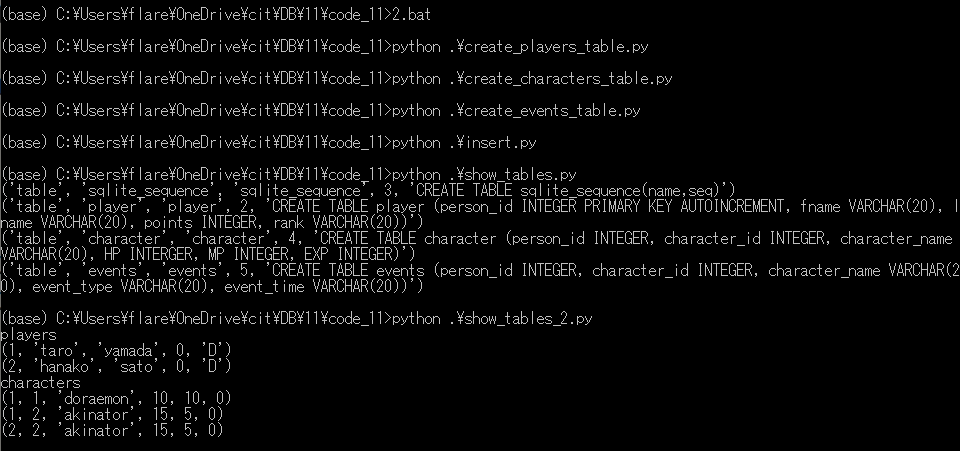 (base) C:¥Users¥flare¥OneDrive¥cit¥DB¥11¥code_11>2.bat
(base) C:¥Users¥flare¥OneDrive¥cit¥DB¥11¥code_11>python .¥create_players_table.py
(base) C:¥Users¥flare¥OneDrive¥cit¥DB¥11¥code_11>python .¥create_characters_table.py
(base) C:¥Users¥flare¥OneDrive¥cit¥DB¥11¥code_11>python .¥create_events_table.py
(base) C:¥Users¥flare¥OneDrive¥cit¥DB¥11¥code_11>python .¥insert.py
(base) C:¥Users¥flare¥OneDrive¥cit¥DB¥11¥code_11>python .¥show_tables.py
('table', 'sqlite_sequence', 'sqlite_sequence', 3, 'CREATE TABLE sqlite_sequence(name,seq)')
('table', 'player', 'player', 2, 'CREATE TABLE player (person_id INTEGER PRIMARY KEY AUTOINCREMENT, fname VARCHAR(20), l
name VARCHAR(20), points INTEGER, rank VARCHAR(20))')
('table', 'character', 'character', 4, 'CREATE TABLE character (person_id INTEGER, character_id INTEGER, character_name
VARCHAR(20), HP INTERGER, MP INTEGER, EXP INTEGER)')
('table', 'events', 'events', 5, 'CREATE TABLE events (person_id INTEGER, character_id INTEGER, character_name VARCHAR(2
0), event_type VARCHAR(20), event_time VARCHAR(20))')
(base) C:¥Users¥flare¥OneDrive¥cit¥DB¥11¥code_11>python .¥show_tables_2.py
players
(1, 'taro', 'yamada', 0, 'D')
(2, 'hanako', 'sato', 0, 'D')
characters
(1, 1, 'doraemon', 10, 10, 0)
(1, 2, 'akinator', 15, 5, 0)
(2, 2, 'akinator', 15, 5, 0)